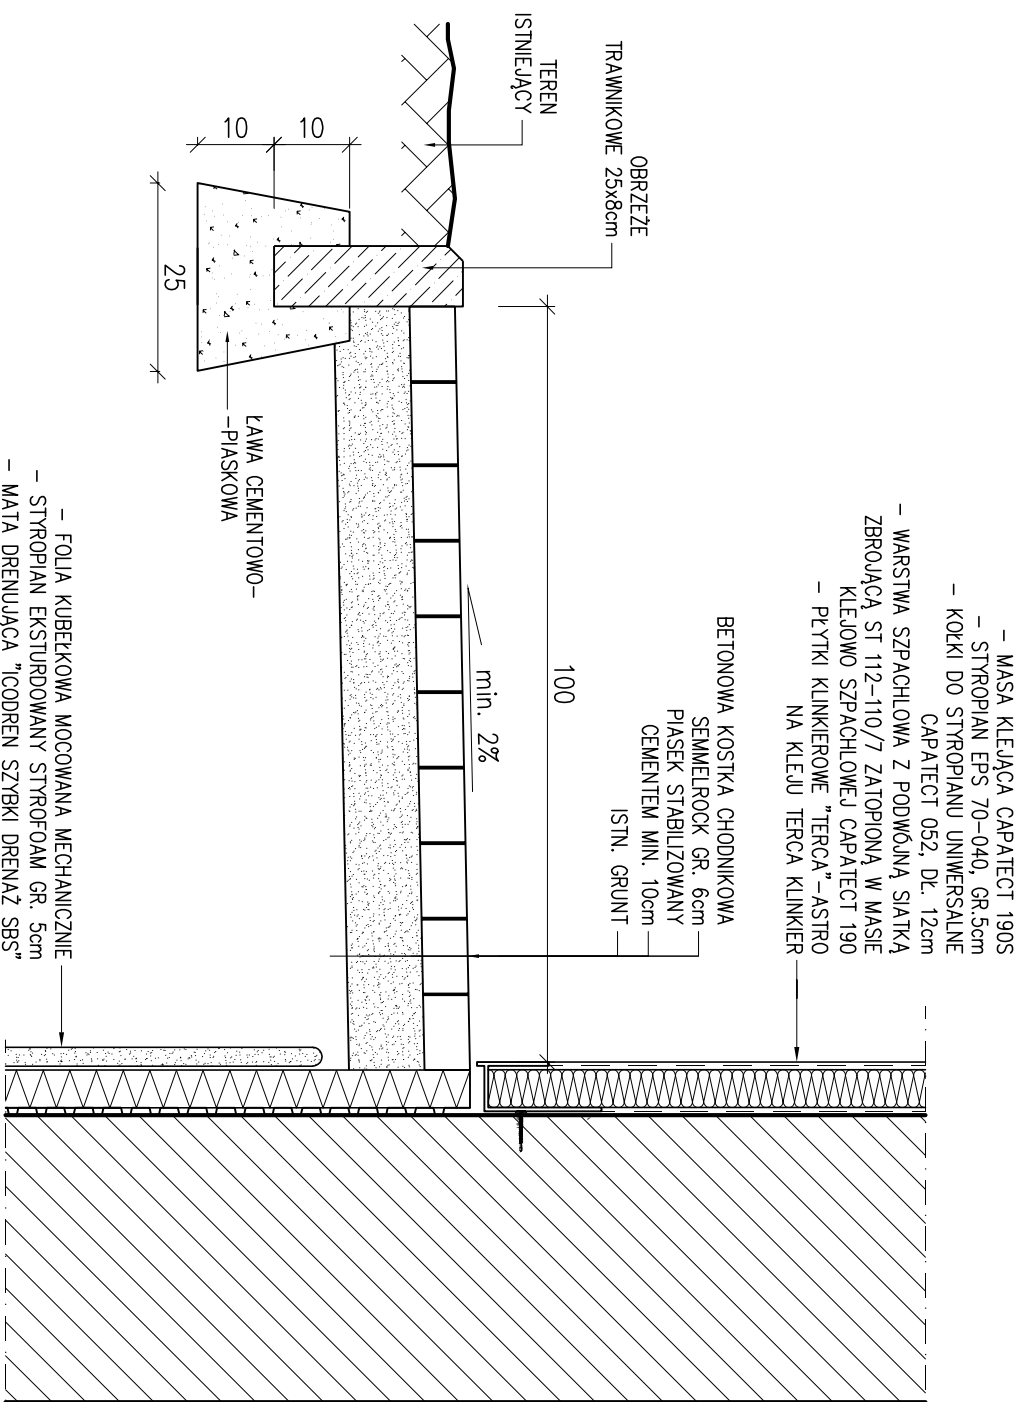 - MASA KLEJĄCA CAPATECT 190S
- STYROPIAN EPS 70-040, GR.5cm
- KOŁKI DO STYROPIANU UNIWERSALNE
CAPATECT 052, DŁ. 12cm
- WARSTWA SZPACHLOWA Z PODWÓJNĄ SIATKĄ
ZBROJĄCĄ ST 112-110/7 ZATOPIONĄ W MASIE
KLEJOWO SZPACHLOWEJ CAPATECT 190
- PŁYTKI KLINKIEROWE "TERCA"-ASTRO
NA KLEJU TERCA KLINKIER
BETONOWA KOSTKA CHODNIKOWA
SEMMELROCK GR. 6cm
PIASEK STABILIZOWANY
CEMENTEM MIN. 10cm
ISTN. GRUNT
OBRZEŻE
TRAWNIKOWE 25x8cm
TEREN
ISTNIEJĄCY
100
min. 2%
10
10
25
ŁAWA CEMENTOWO-
-PIASKOWA
- FOLIA KUBEŁKOWA MOCOWANA MECHANICZNIE
- STYROPIAN EKSTURDOWANY STYROFOAM GR. 5cm
- MATA DRENUJĄCA "ICODREN SZYBKI DRENAŻ SBS"